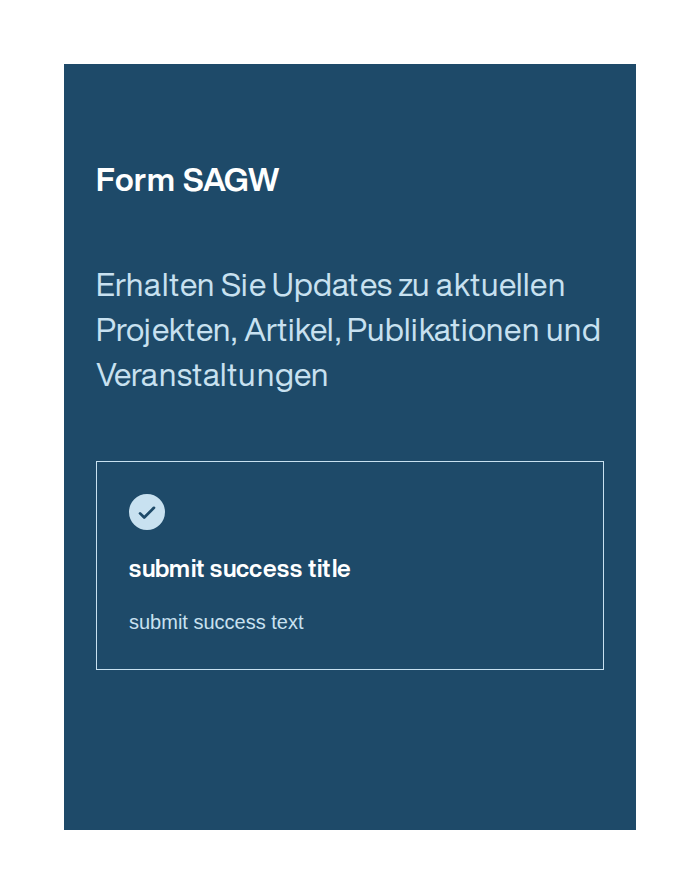 Form SAGW
Erhalten Sie Updates zu aktuellen
Projekten, Artikel, Publikationen und
Veranstaltungen
submit success title
submit success text